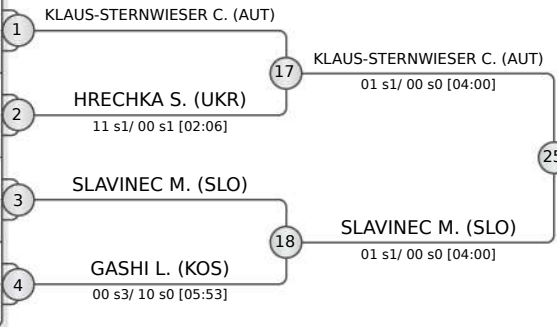 KLAUS-STERNWIESER C. (AUT)
1
17
KLAUS-STERNWIESER C. (AUT)
01 s1/ 00 s0 [04:00]
HRECHKA S. (UKR)
2
11 s1/ 00 s1 [02:06]
25
SLAVINEC M. (SLO)
3
18
SLAVINEC M. (SLO)
01 s1/ 00 s0 [04:00]
GASHI L. (KOS)
4
00 s3/ 10 s0 [05:53]